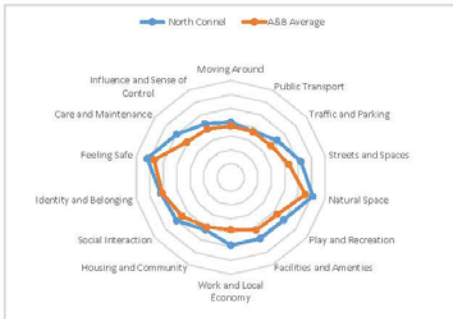 North Connel A&B Average
Moving Around
Influence and Sense of
Control
Public Transport
Care and Maintenance
Traffic and Parking
Feeling Safe
Streets and Spaces
Identity and Belonging
Natural Space
Social Interaction
Play and Recreation
Housing and Community
Facilities and Amenties
Work and Local
Economy